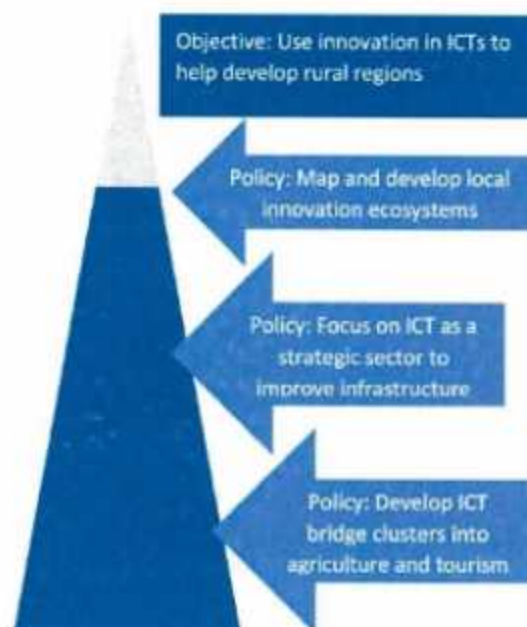 Objective: Use innovation in ICTs to
help develop rural regions
Policy: Map and develop local
innovation ecosystems
Policy: Focus on ICT as a
strategic sector to
improve infrastructure
Policy: Develop ICT
bridge clusters into
agriculture and tourism